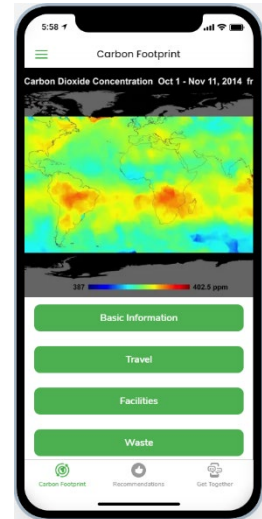 5:58
Carbon Footprint
Carbon Dioxide Concentration Oct 1 - Nov 11, 2014 fr
387 402.5 ppm
Basic Information
Travel
Facilities
Waste
Carbon Footprint Recommendations Get Together